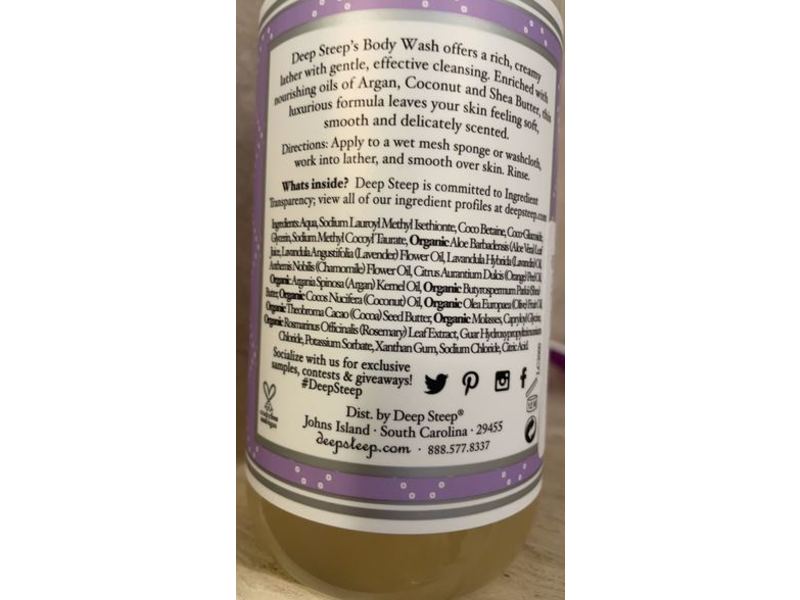 Deep Steep's Body Wash offers a rich, creamy
lather with gentle, effective cleansing. Enriched with
nourishing oils of Argan, Coconut and Shea Butter, this
luxurious formula leaves your skin feeling soft,
smooth and delicately scented.
Directions: Apply to a wet mesh sponge or washcloth,
work into lather, and smooth over skin. Rinse.
Whats inside? Deep Steep is committed to Ingredient
Transparency; view all of our ingredient profiles at deepsteep.com
Ingredients: Aqua, Sodium Lauroyl Methyl Isethionte, Coco Betaine, Coco-Glucoside,
Glycerin, Sodium Methyl Cocoyl Taurate, Organic Aloe Barbadensis (Aloe Vera) Leaf
Juice, Lavandula Angustifolia (Lavender) Flower Oil, Lavandula Hybrida (Lavandin) Oil,
Anthemis Nobilis (Chamomile) Flower Oil, Citrus Aurantium Dulcis (Orange) Peel Oil,
Organic Argania Spinosa (Argan) Kernel Oil, Organic Butyrospermum Parkii (Shea)
Butter, Organic Cocos Nucifera (Coconut) Oil, Organic Olea Europaea (Olive) Fruit Oil,
Organic Theobroma Cacao (Cocoa) Seed Butter, Organic Molasses, Caprylyl Glycol,
Organic Rosmarinus Officinalis (Rosemary) Leaf Extract, Guar Hydroxypropyltrimonium
Chloride, Potassium Sorbate, Xanthan Gum, Sodium Chloride, Citric Acid.
Socialize with us for exclusive
samples, contests & giveaways!
#DeepSteep
Dist. by Deep Steep®
Johns Island · South Carolina · 29455
deepsteep.com · 888.577.8337